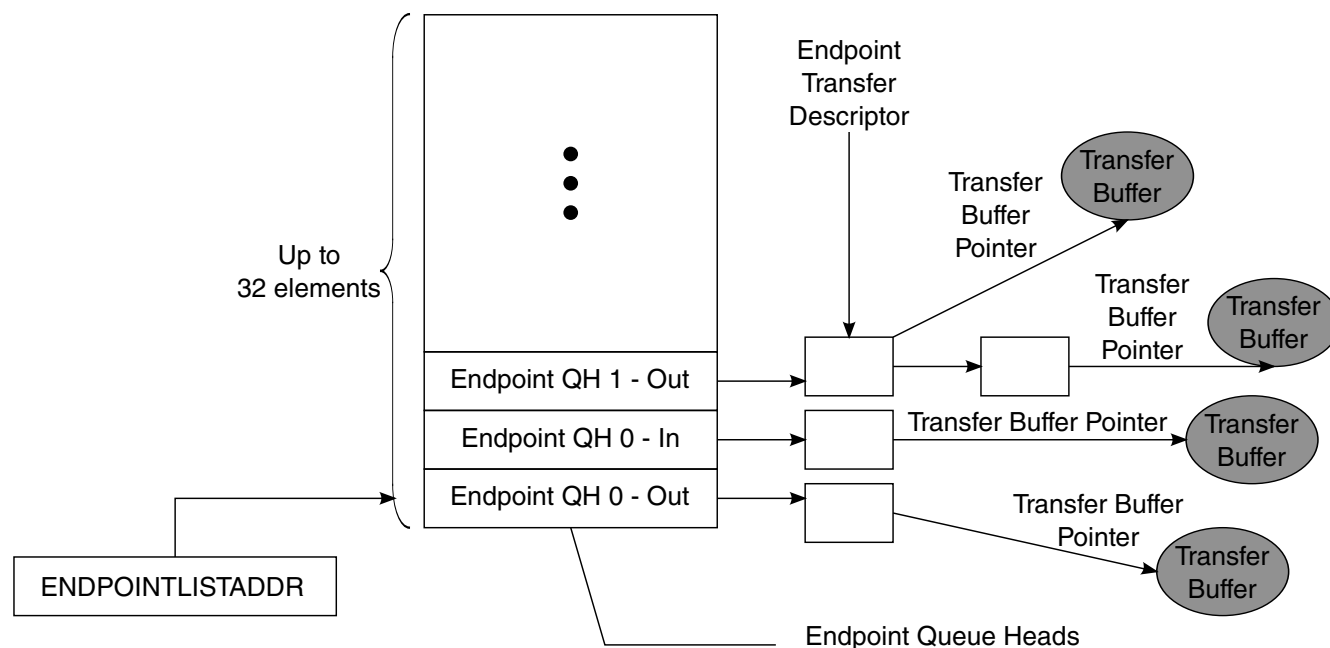 Endpoint
Transfer
Descriptor
Transfer
Buffer
Transfer
Buffer
Pointer
Up to
32 elements
Transfer
Buffer
Pointer
Transfer
Buffer
Endpoint QH 1 - Out
Endpoint QH 0 - In
Transfer Buffer Pointer
Transfer
Buffer
Endpoint QH 0 - Out
Transfer Buffer
Pointer
Transfer
Buffer
ENDPOINTLISTADDR
Endpoint Queue Heads